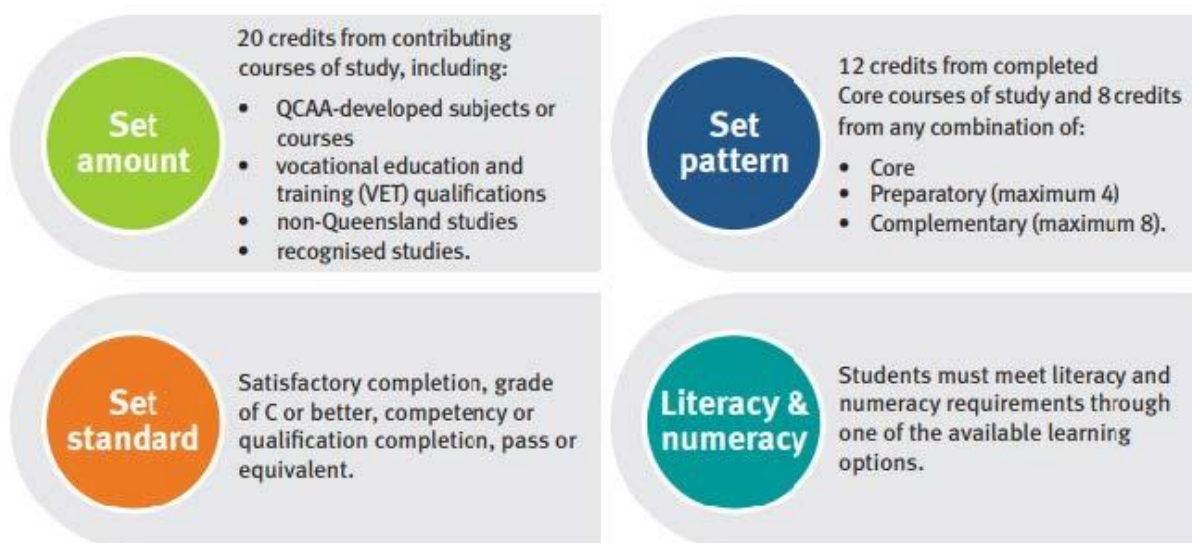 Set
amount
20 credits from contributing
courses of study, including:
• QCAA-developed subjects or
courses
• vocational education and
training (VET) qualifications
• non-Queensland studies
• recognised studies.
Set
pattern
12 credits from completed
Core courses of study and 8 credits
from any combination of:
• Core
• Preparatory (maximum 4)
• Complementary (maximum 8).
Set
standard
Satisfactory completion, grade
of C or better, competency or
qualification completion, pass or
equivalent.
Literacy &
numeracy
Students must meet literacy and
numeracy requirements through
one of the available learning
options.